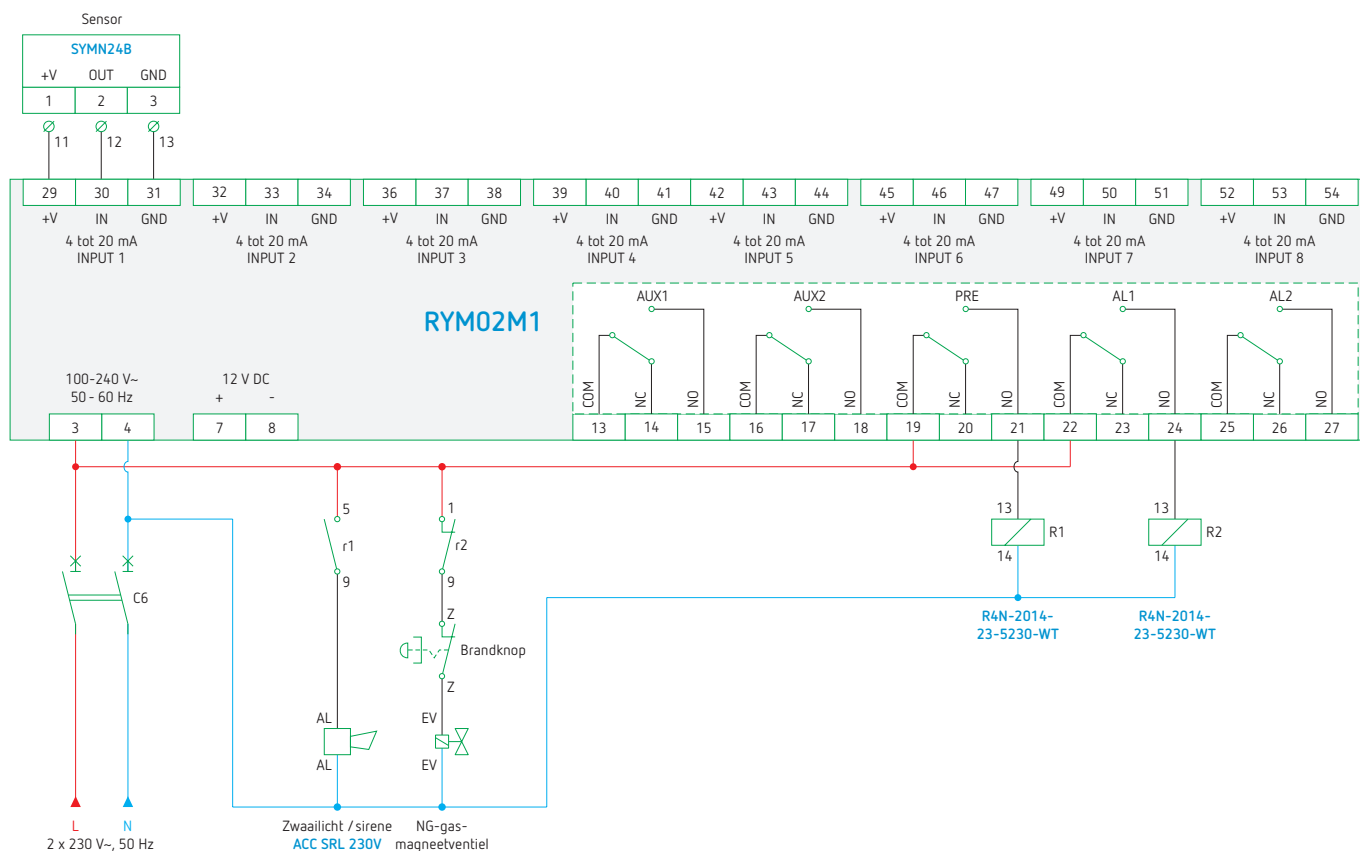 Sensor
SYMN24B
+V OUT GND
1 2 3
11 12 13
29 30 31 32 33 34 36 37 38 39 40 41 42 43 44 45 46 47 49 50 51 52 53 54
+V IN GND +V IN GND +V IN GND +V IN GND +V IN GND +V IN GND +V IN GND +V IN GND
4 tot 20 mA 4 tot 20 mA 4 tot 20 mA 4 tot 20 mA 4 tot 20 mA 4 tot 20 mA 4 tot 20 mA 4 tot 20 mA
INPUT 1 INPUT 2 INPUT 3 INPUT 4 INPUT 5 INPUT 6 INPUT 7 INPUT 8
AUX1 AUX2 PRE AL1 AL2
RYM02M1
100-240 V~ 12 V DC
50 - 60 Hz + -
COM NC NO COM NC NO COM NC NO COM NC NO COM NC NO
3 4 7 8 13 14 15 16 17 18 19 20 21 22 23 24 25 26 27
5 1 13 13
r1 r2 R1 R2
9 9 14 14
C6
Z
Brandknop
Z
R4N-2014- R4N-2014-
23-5230-WT 23-5230-WT
AL EV
AL EV
L N Zwaailicht / sirene NG-gas-
2 x 230 V~, 50 Hz ACC SRL 230V magneetventiel